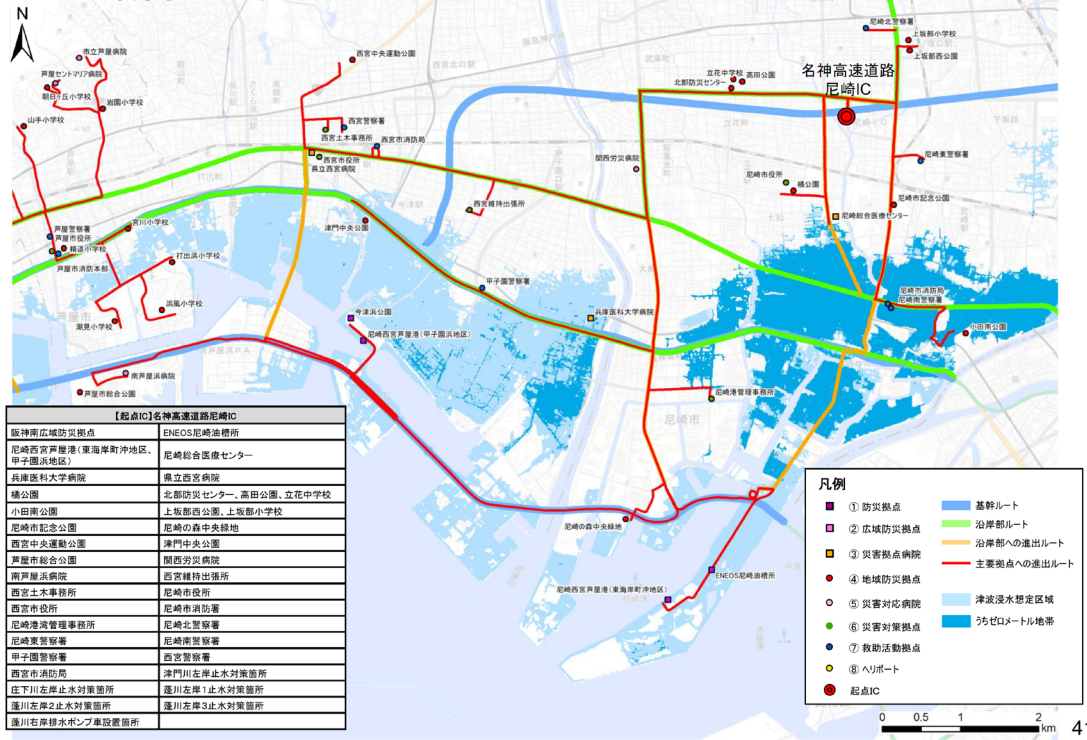 N
市立芦屋病院
芦屋セントマリア病院
朝日ヶ丘小学校
岩園小学校
山手小学校
西宮中央運動公園
西宮警察署
西宮土木事務所
西宮市消防局
西宮市役所
県立西宮病院
尼崎北警察署
上坂部小学校
上坂部西公園
立花中学校
高田公園
北部防災センター
名神高速道路
尼崎IC
関西労災病院
尼崎東警察署
尼崎市役所
橘公園
尼崎市記念公園
尼崎総合医療センター
西宮維持出張所
津門中央公園
宮川小学校
芦屋警察署
芦屋市役所
精道小学校
芦屋市消防本部
打出浜小学校
浜風小学校
潮見小学校
甲子園警察署
今津浜公園
尼崎西宮芦屋港(甲子園浜地区)
兵庫医科大学病院
尼崎市消防局
尼崎南警察署
小田南公園
南芦屋浜病院
芦屋市総合公園
尼崎港管理事務所
尼崎市
芦屋市
尼崎の森中央緑地
ENEOS尼崎油槽所
尼崎西宮芦屋港(東海岸町沖地区)
【起点IC】名神高速道路尼崎IC
阪神南広域防災拠点 ENEOS尼崎油槽所
尼崎西宮芦屋港(東海岸町沖地区、
甲子園浜地区) 尼崎総合医療センター
兵庫医科大学病院 県立西宮病院
橘公園 北部防災センター、高田公園、立花中学校
小田南公園 上坂部西公園、上坂部小学校
尼崎市記念公園 尼崎の森中央緑地
西宮中央運動公園 津門中央公園
芦屋市総合公園 関西労災病院
南芦屋浜病院 西宮維持出張所
西宮土木事務所 尼崎市役所
西宮市役所 尼崎市消防署
尼崎港湾管理事務所 尼崎北警察署
尼崎東警察署 尼崎南警察署
甲子園警察署 西宮警察署
西宮市消防局 津門川左岸止水対策箇所
庄下川左岸止水対策箇所 蓬川左岸1止水対策箇所
蓬川左岸2止水対策箇所 蓬川左岸3止水対策箇所
蓬川右岸排水ポンプ車設置箇所
凡例
① 防災拠点
② 広域防災拠点
③ 災害拠点病院
④ 地域防災拠点
⑤ 災害対応病院
⑥ 災害対策拠点
⑦ 救助活動拠点
⑧ ヘリポート
起点IC
基幹ルート
沿岸部ルート
沿岸部への進出ルート
主要拠点への進出ルート
津波浸水想定区域
うちゼロメートル地帯
0 0.5 1 2
km